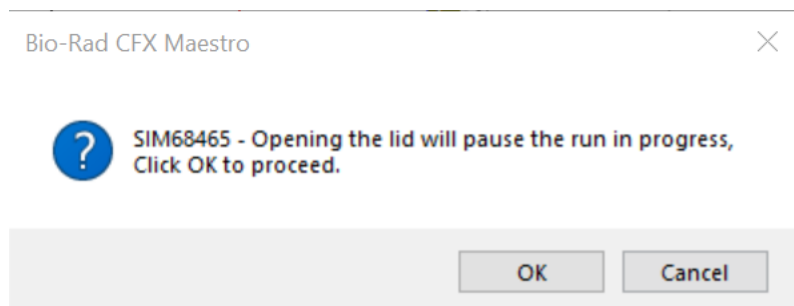 Bio-Rad CFX Maestro
SIM68465 - Opening the lid will pause the run in progress,
Click OK to proceed.
OK
Cancel